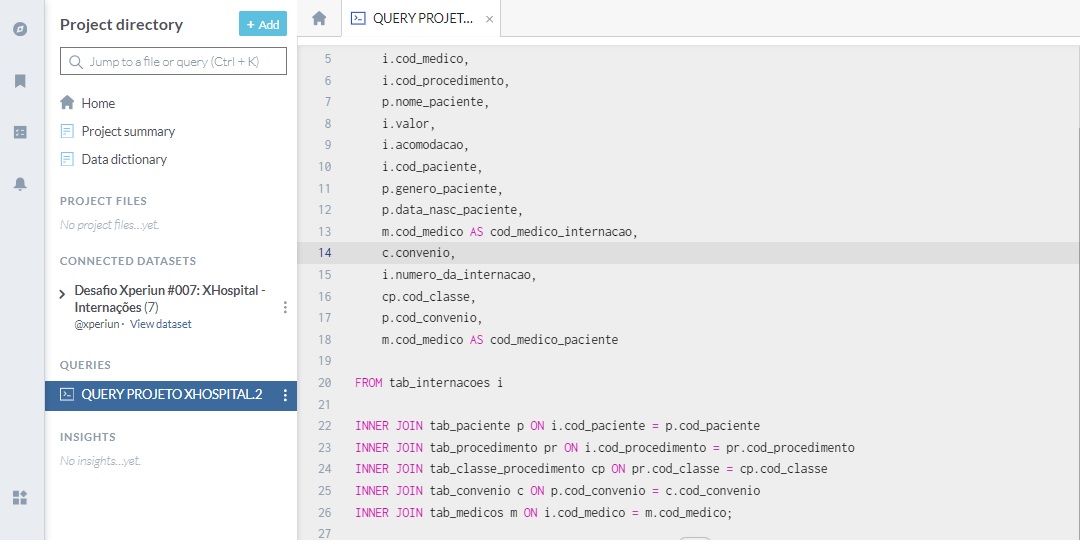 Project directory
+ Add
Jump to a file or query (Ctrl + K)
Home
Project summary
Data dictionary
PROJECT FILES
No project files...yet.
CONNECTED DATASETS
Desafio Xperiun #007: XHospital -
Internações (7)
@xperiun · View dataset
QUERIES
QUERY PROJETO XHOSPITAL.2
INSIGHTS
No insights...yet.
QUERY PROJET... ×
5 i.cod_medico,
6 i.cod_procedimento,
7 p.nome_paciente,
8 i.valor,
9 i.acomodacao,
10 i.cod_paciente,
11 p.genero_paciente,
12 p.data_nasc_paciente,
13 m.cod_medico AS cod_medico_internacao,
14 c.convenio,
15 i.numero_da_internacao,
16 cp.cod_classe,
17 p.cod_convenio,
18 m.cod_medico AS cod_medico_paciente
19
20 FROM tab_internacoes i
21
22 INNER JOIN tab_paciente p ON i.cod_paciente = p.cod_paciente
23 INNER JOIN tab_procedimento pr ON i.cod_procedimento = pr.cod_procedimento
24 INNER JOIN tab_classe_procedimento cp ON pr.cod_classe = cp.cod_classe
25 INNER JOIN tab_convenio c ON p.cod_convenio = c.cod_convenio
26 INNER JOIN tab_medicos m ON i.cod_medico = m.cod_medico;
27